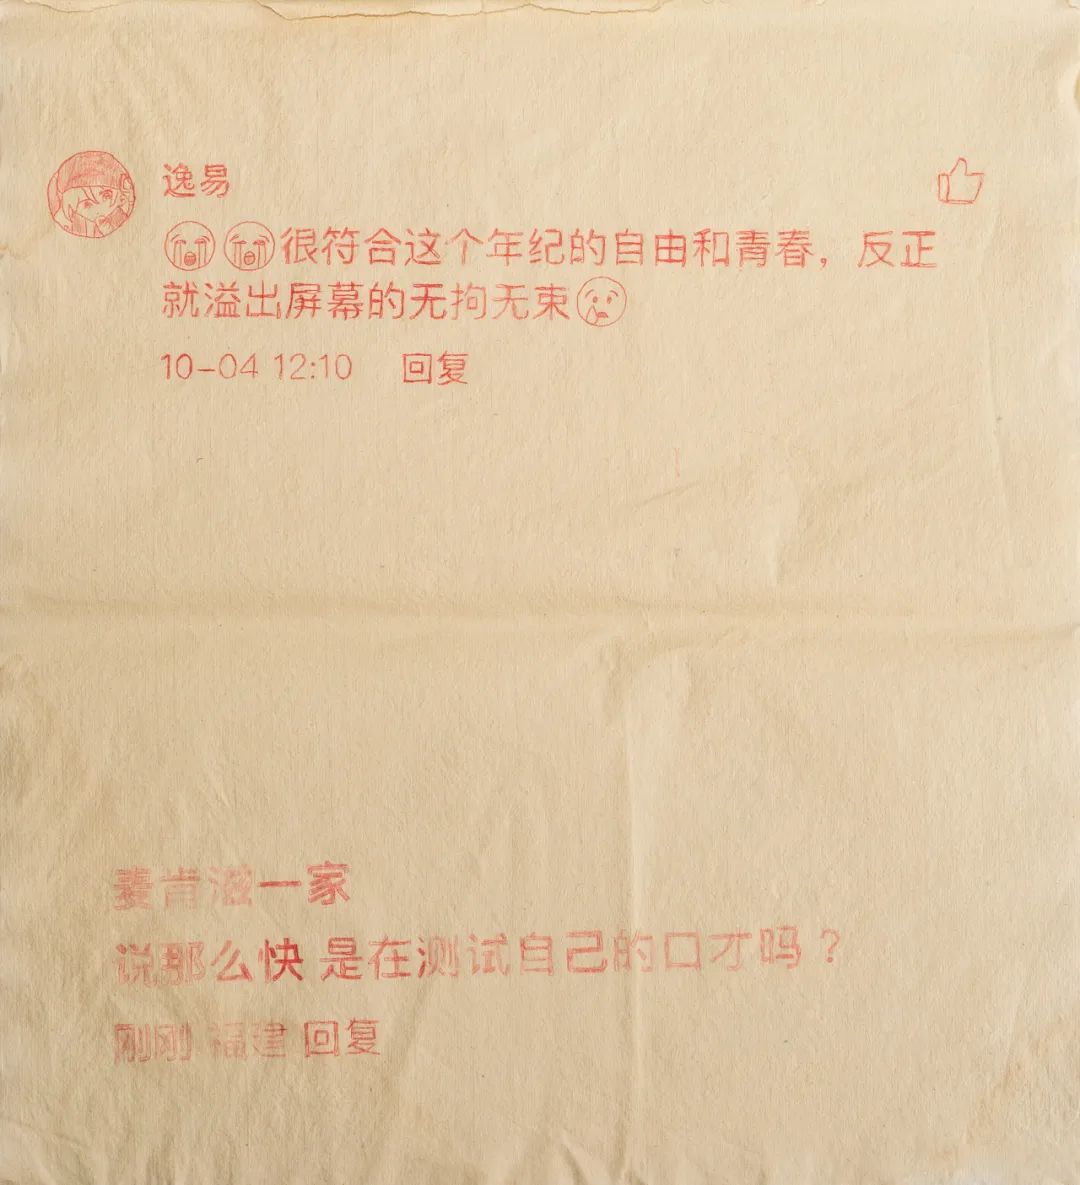 逸易
😭😭很符合这个年纪的自由和青春，反正
就溢出屏幕的无拘无束😢
10-04 12:10 回复
麦肯滋一家
说那么快 是在测试自己的口才吗？
刚刚 福建 回复